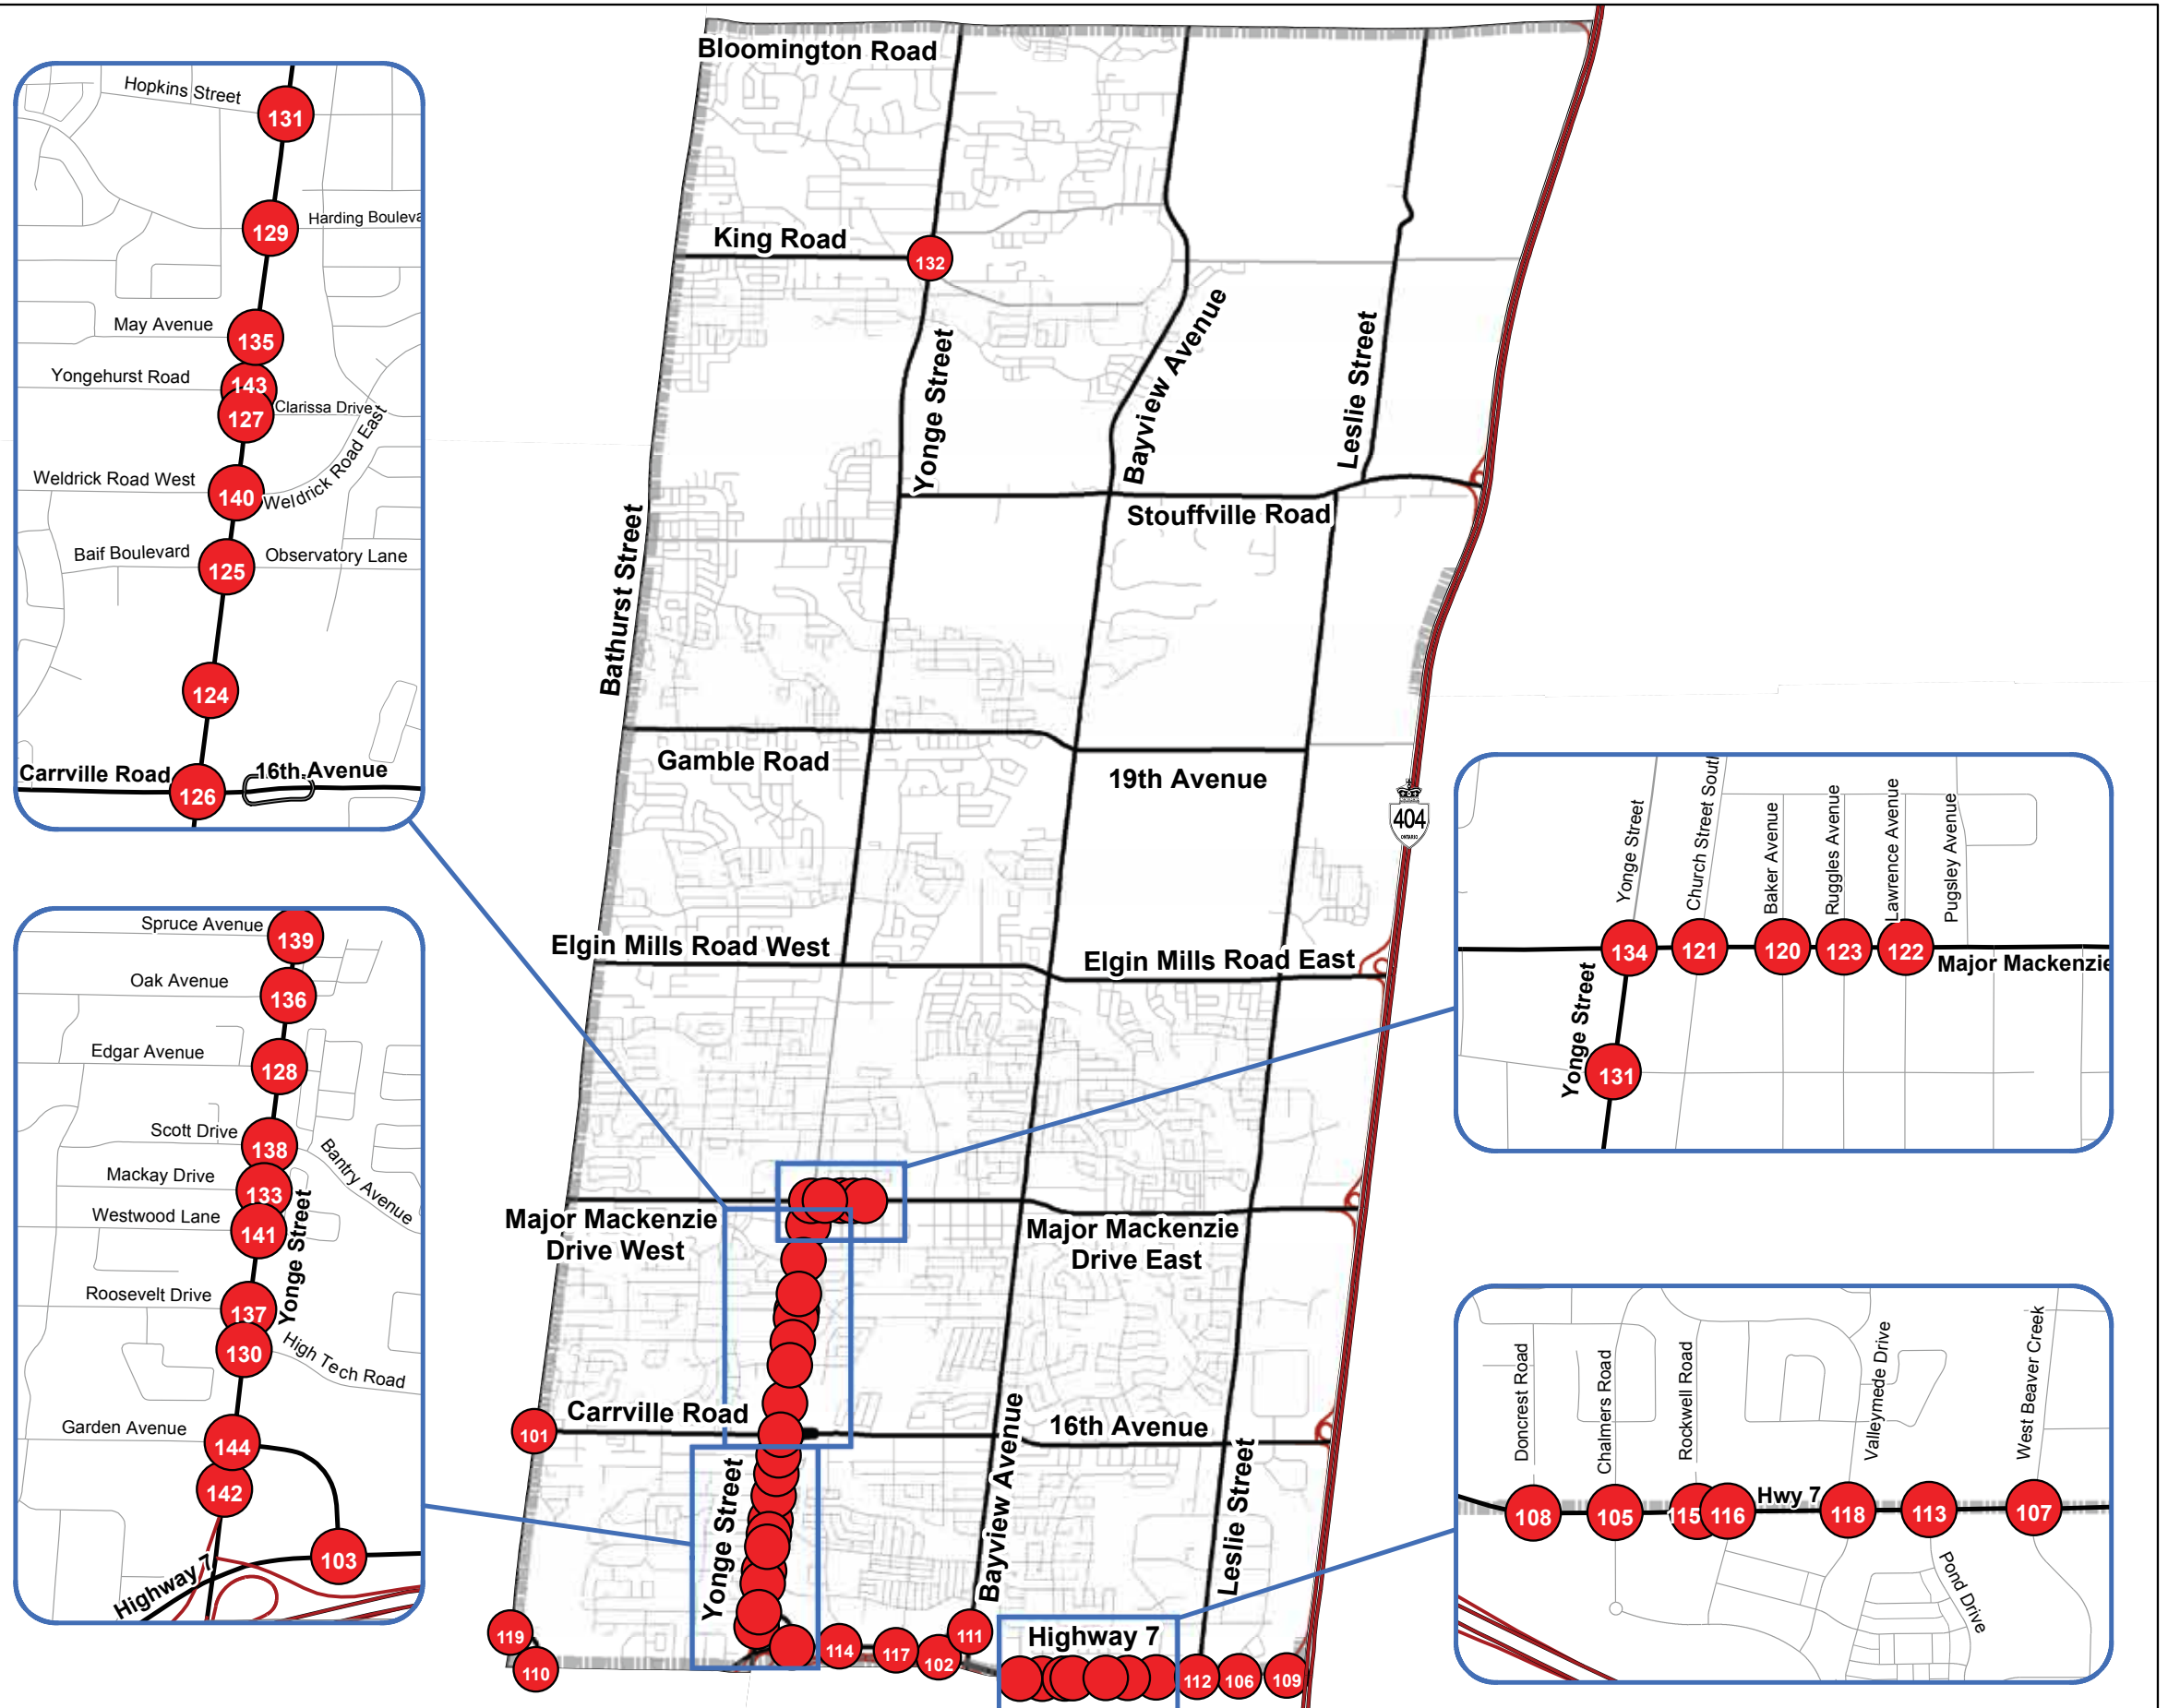 Bloomington Road
King Road
132
Yonge Street
Bayview Avenue
Leslie Street
Stouffville Road
Bathurst Street
Gamble Road
19th Avenue
404
ONTARIO
Elgin Mills Road West
Elgin Mills Road East
Major Mackenzie
Drive West
Major Mackenzie
Drive East
101
Carrville Road
16th Avenue
Yonge Street
Bayview Avenue
Leslie Street
119
110
114
117
102
111
Highway 7
112
106
109
Hopkins Street
131
129
Harding Bouleva
May Avenue
135
Yongehurst Road
143
127
Clarissa Drive
Weldrick Road West
140
Weldrick Road East
Baif Boulevard
125
Observatory Lane
124
Carrville Road
126
16th Avenue
Spruce Avenue
139
Oak Avenue
136
Edgar Avenue
128
Scott Drive
138
Bantry Avenue
Mackay Drive
133
Westwood Lane
141
Yonge Street
Roosevelt Drive
137
130
High Tech Road
Garden Avenue
144
142
103
Highway 7
Yonge Street
Church Street South
Baker Avenue
Ruggles Avenue
Lawrence Avenue
Pugsley Avenue
134
121
120
123
122
Major Mackenzie
Yonge Street
131
Doncrest Road
Chalmers Road
Rockwell Road
Valleymede Drive
West Beaver Creek
108
105
115
116
Hwy 7
118
113
107
Pond Drive